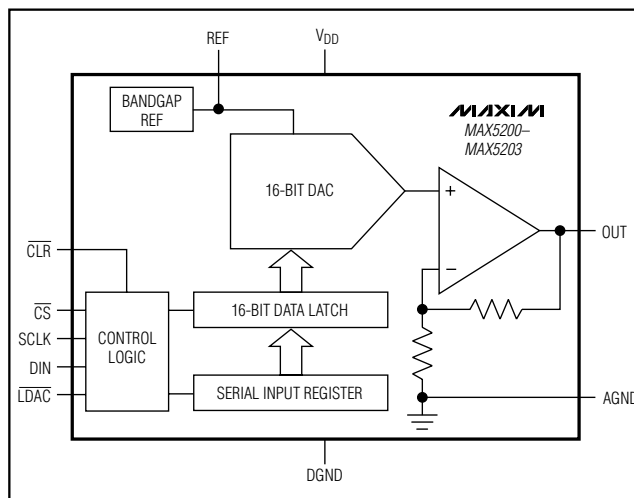 REF
VDD
BANDGAP
REF
MAXIM
MAX5200–
MAX5203
16-BIT DAC
+
−
OUT
CLR
CS
SCLK
DIN
LDAC
CONTROL
LOGIC
16-BIT DATA LATCH
SERIAL INPUT REGISTER
AGND
DGND